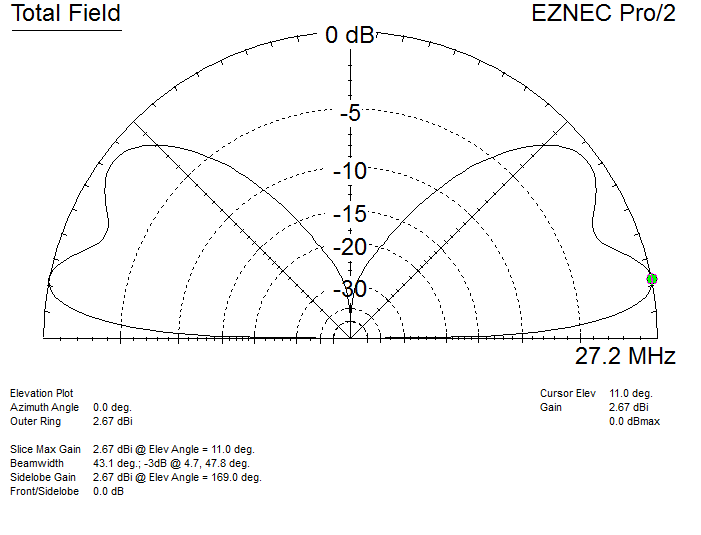 Total Field
EZNEC Pro/2
0 dB
-5
-10
-15
-20
-30
27.2 MHz
Elevation Plot
Cursor Elev 11.0 deg.
Azimuth Angle 0.0 deg.
Gain 2.67 dBi
Outer Ring 2.67 dBi
0.0 dBmax
Slice Max Gain 2.67 dBi @ Elev Angle = 11.0 deg.
Beamwidth 43.1 deg.; -3dB @ 4.7, 47.8 deg.
Sidelobe Gain 2.67 dBi @ Elev Angle = 169.0 deg.
Front/Sidelobe 0.0 dB